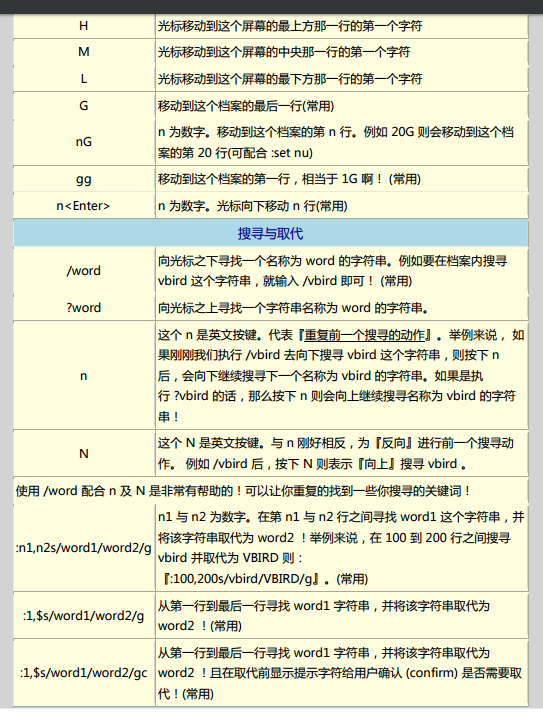 H 光标移动到这个屏幕的最上方那一行的第一个字符
M 光标移动到这个屏幕的中央那一行的第一个字符
L 光标移动到这个屏幕的最下方那一行的第一个字符
G 移动到这个档案的最后一行(常用)
nG n 为数字。移动到这个档案的第 n 行。例如 20G 则会移动到这个档
案的第 20 行(可配合 :set nu)
gg 移动到这个档案的第一行，相当于 1G 啊！ (常用)
n<Enter> n 为数字。光标向下移动 n 行(常用)
搜寻与取代
/word 向光标之下寻找一个名称为 word 的字符串。例如要在档案内搜寻
vbird 这个字符串，就输入 /vbird 即可！ (常用)
?word 向光标之上寻找一个字符串名称为 word 的字符串。
n 这个 n 是英文按键。代表『重复前一个搜寻的动作』。举例来说， 如
果刚刚我们执行 /vbird 去向下搜寻 vbird 这个字符串，则按下 n
后，会向下继续搜寻下一个名称为 vbird 的字符串。如果是执
行 ?vbird 的话，那么按下 n 则会向上继续搜寻名称为 vbird 的字符
串！
N 这个 N 是英文按键。与 n 刚好相反，为『反向』进行前一个搜寻动
作。 例如 /vbird 后，按下 N 则表示『向上』搜寻 vbird 。
使用 /word 配合 n 及 N 是非常有帮助的！可以让你重复的找到一些你搜寻的关键词！
:n1,n2s/word1/word2/g n1 与 n2 为数字。在第 n1 与 n2 行之间寻找 word1 这个字符串，并
将该字符串取代为 word2 ！举例来说，在 100 到 200 行之间搜寻
vbird 并取代为 VBIRD 则：
『:100,200s/vbird/VBIRD/g』。(常用)
:1,$s/word1/word2/g 从第一行到最后一行寻找 word1 字符串，并将该字符串取代为
word2 ！(常用)
:1,$s/word1/word2/gc 从第一行到最后一行寻找 word1 字符串，并将该字符串取代为
word2 ！且在取代前显示提示字符给用户确认 (confirm) 是否需要取
代！(常用)